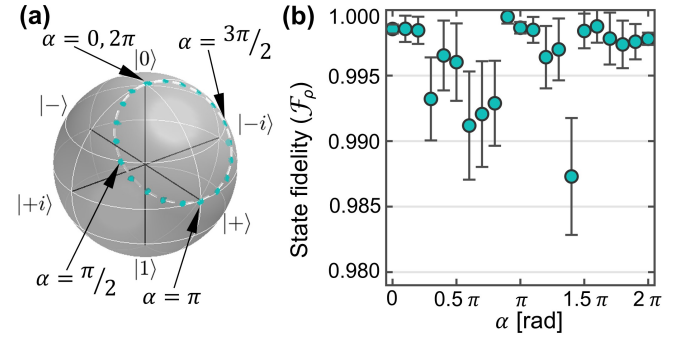 (a)
α = 0, 2π
α = 3π/2
|0⟩
|−⟩
|−i⟩
|+i⟩
|+⟩
|1⟩
α = π/2
α = π
(b)
State fidelity (ℱρ)
1.000
0.995
0.990
0.985
0.980
0 0.5 π π 1.5 π 2 π
α [rad]